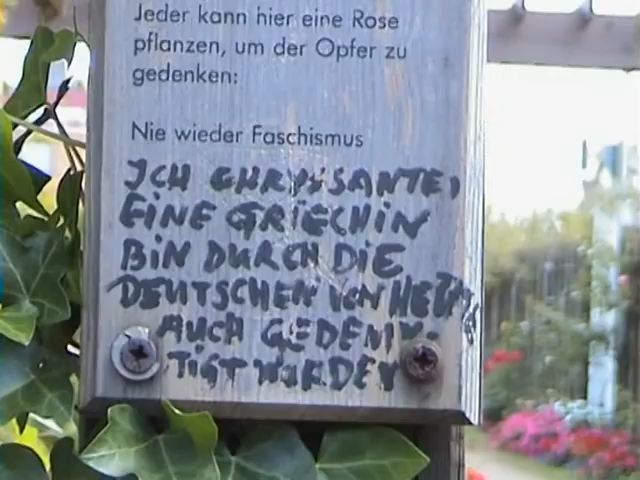 Jeder kann hier eine Rose
pflanzen, um der Opfer zu
gedenken:
Nie wieder Faschismus
ICH CHRYSSANTE,
EINE GRIECHIN
BIN DURCH DIE
DEUTSCHEN VON HEUTE
AUCH GEDEMÜ-
TIGT WORDEN